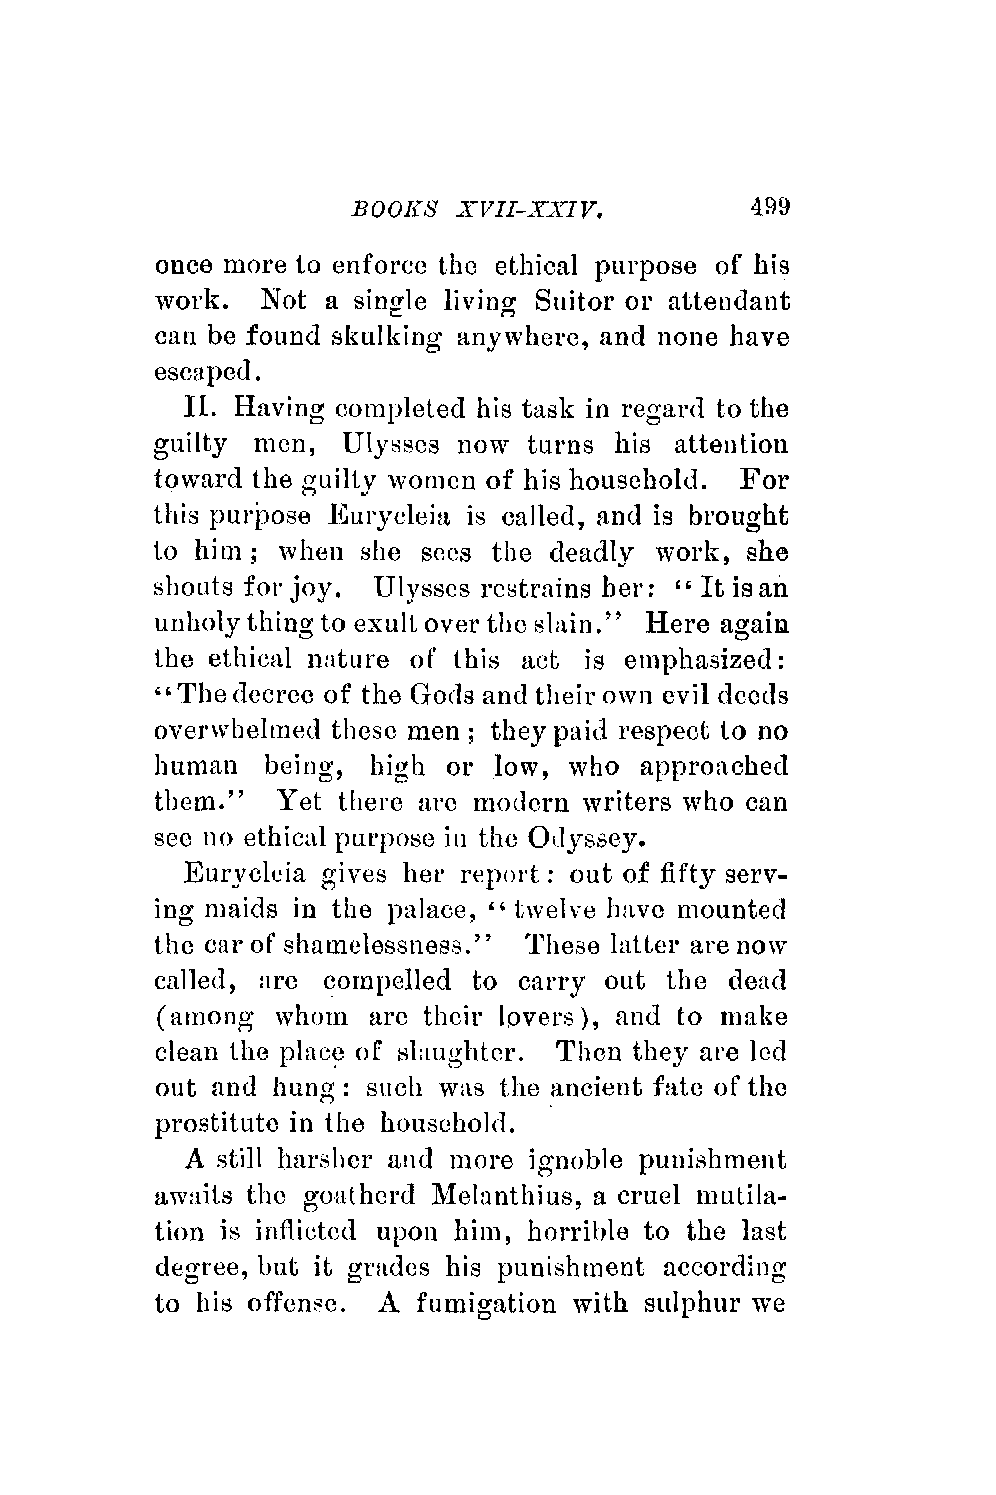 BOOKS XVII-XXIV. 499
once more to enforce the ethical purpose of his
work. Not a single living Suitor or attendant
can be found skulking anywhere, and none have
escaped.
II. Having completed his task in regard to the
guilty men, Ulysses now turns his attention
toward the guilty women of his household. For
this purpose Eurycleia is called, and is brought
to him; when she sees the deadly work, she
shouts for joy. Ulysses restrains her: "It is an
unholy thing to exult over the slain." Here again
the ethical nature of this act is emphasized:
"The decree of the Gods and their own evil deeds
overwhelmed these men; they paid respect to no
human being, high or low, who approached
them." Yet there are modern writers who can
see no ethical purpose in the Odyssey.
Eurycleia gives her report: out of fifty serv-
ing maids in the palace, "twelve have mounted
the car of shamelessness." These latter are now
called, are compelled to carry out the dead
(among whom are their lovers), and to make
clean the place of slaughter. Then they are led
out and hung: such was the ancient fate of the
prostitute in the household.
A still harsher and more ignoble punishment
awaits the goatherd Melanthius, a cruel mutila-
tion is inflicted upon him, horrible to the last
degree, but it grades his punishment according
to his offense. A fumigation with sulphur we